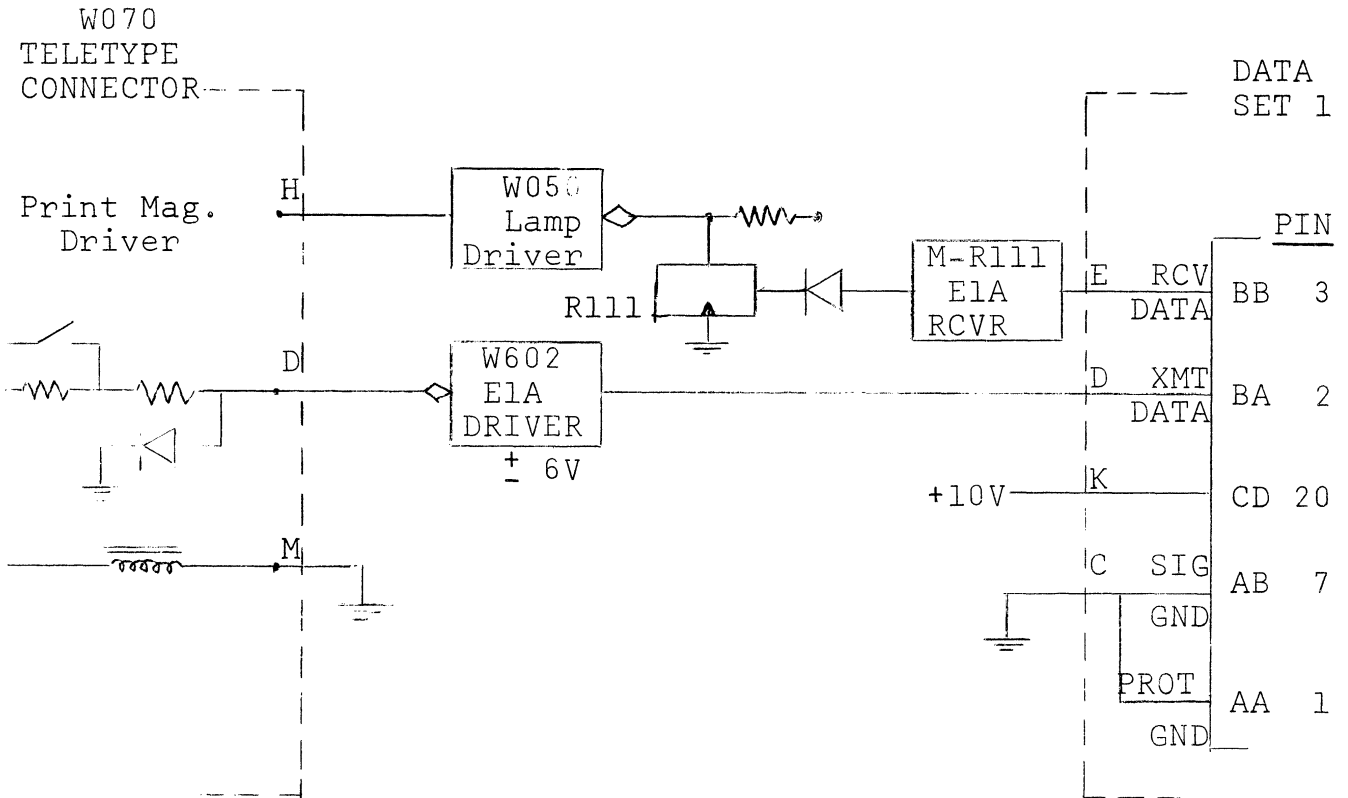 W070
TELETYPE
CONNECTOR
DATA
SET 1
Print Mag.
Driver
H
W050
Lamp
Driver
PIN
R111
M-R111
E1A
RCVR
E
RCV
DATA
BB 3
D
W602
E1A
DRIVER
± 6V
D
XMT
DATA
BA 2
+10V
K
CD 20
M
C
SIG
GND
AB 7
PROT
GND
AA 1